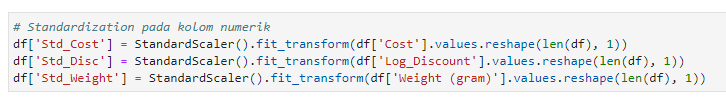 # Standardization pada kolom numerik
df['Std_Cost'] = StandardScaler().fit_transform(df['Cost'].values.reshape(len(df), 1))
df['Std_Disc'] = StandardScaler().fit_transform(df['Log_Discount'].values.reshape(len(df), 1))
df['Std_Weight'] = StandardScaler().fit_transform(df['Weight (gram)'].values.reshape(len(df), 1))